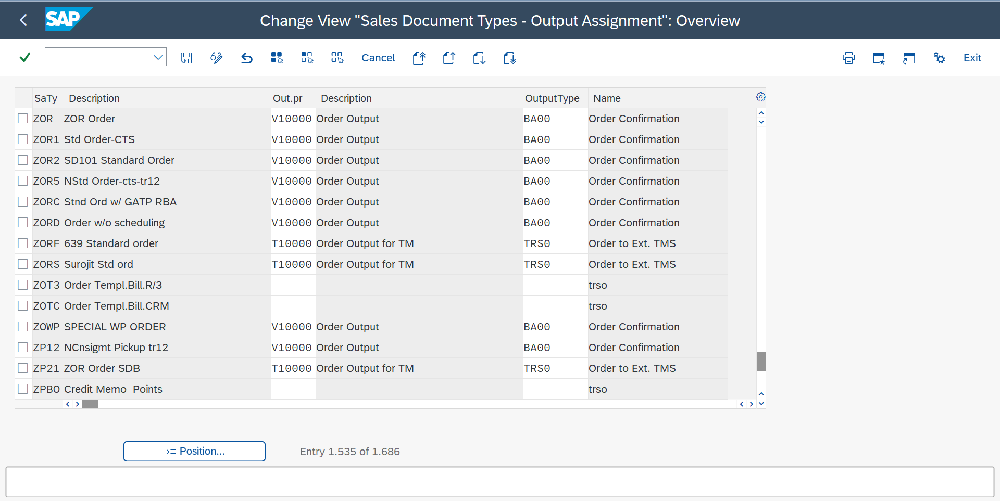 SAP
Change View "Sales Document Types - Output Assignment": Overview
Cancel
Exit
SaTy Description Out.pr Description OutputType Name
ZOR ZOR Order V10000 Order Output BA00 Order Confirmation
ZOR1 Std Order-CTS V10000 Order Output BA00 Order Confirmation
ZOR2 SD101 Standard Order V10000 Order Output BA00 Order Confirmation
ZOR5 NStd Order-cts-tr12 V10000 Order Output BA00 Order Confirmation
ZORC Stnd Ord w/ GATP RBA V10000 Order Output BA00 Order Confirmation
ZORD Order w/o scheduling V10000 Order Output BA00 Order Confirmation
ZORF 639 Standard order T10000 Order Output for TM TRS0 Order to Ext. TMS
ZORS Surojit Std ord T10000 Order Output for TM TRS0 Order to Ext. TMS
ZOT3 Order Templ.Bill.R/3 trso
ZOTC Order Templ.Bill.CRM trso
ZOWP SPECIAL WP ORDER V10000 Order Output BA00 Order Confirmation
ZP12 NCnsigmt Pickup tr12 V10000 Order Output BA00 Order Confirmation
ZP21 ZOR Order SDB T10000 Order Output for TM TRS0 Order to Ext. TMS
ZPBO Credit Memo  Points trso
Position...
Entry 1.535 of 1.686